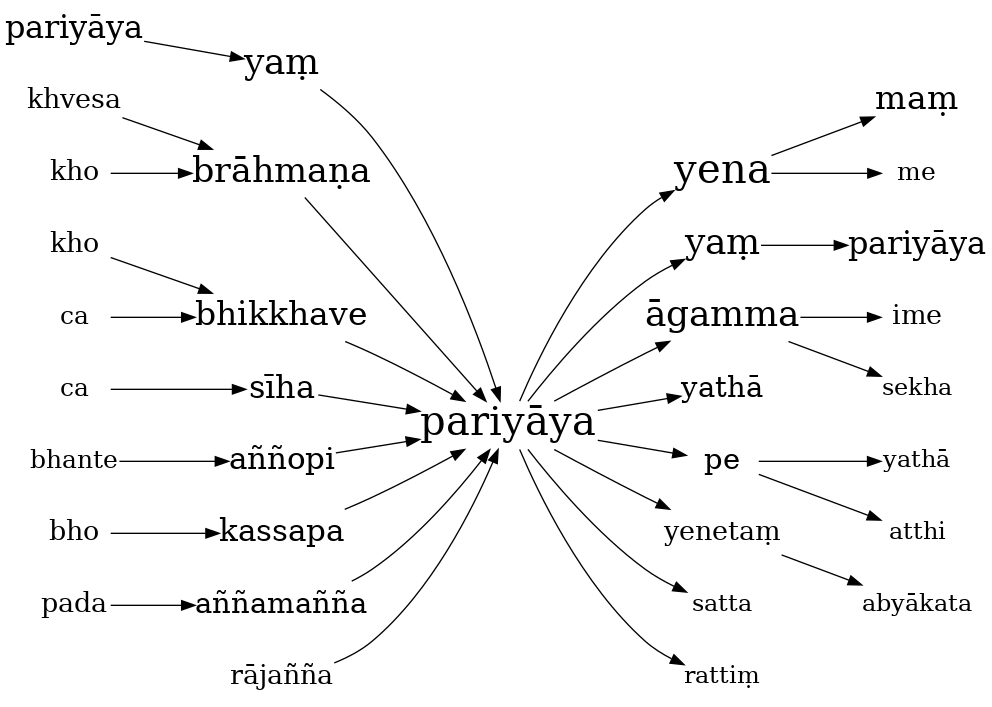 pariyāya
yaṃ
khvesa
maṃ
kho
brāhmaṇa
yena
me
kho
yaṃ
pariyāya
ca
bhikkhave
āgamma
ime
ca
sīha
yathā
sekha
pariyāya
bhante
aññopi
pe
yathā
bho
kassapa
yenetaṃ
atthi
pada
aññamañña
satta
abyākata
rājañña
rattiṃ